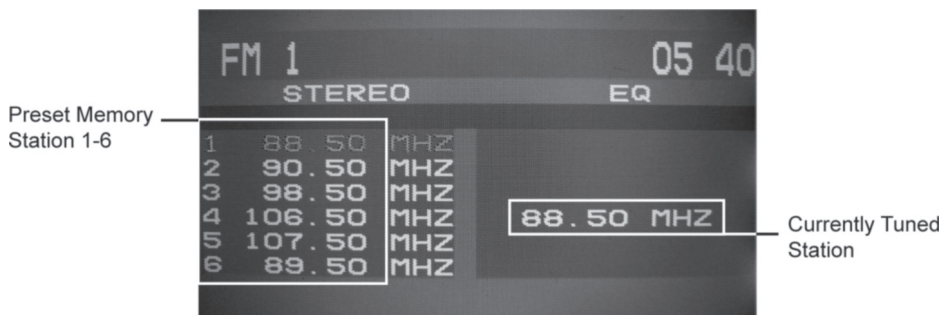 FM 1 05 40
STEREO EQ
Preset Memory
Station 1-6
1 88.50 MHZ
2 90.50 MHZ
3 98.50 MHZ
4 106.50 MHZ
5 107.50 MHZ
6 89.50 MHZ
88.50 MHZ
Currently Tuned
Station